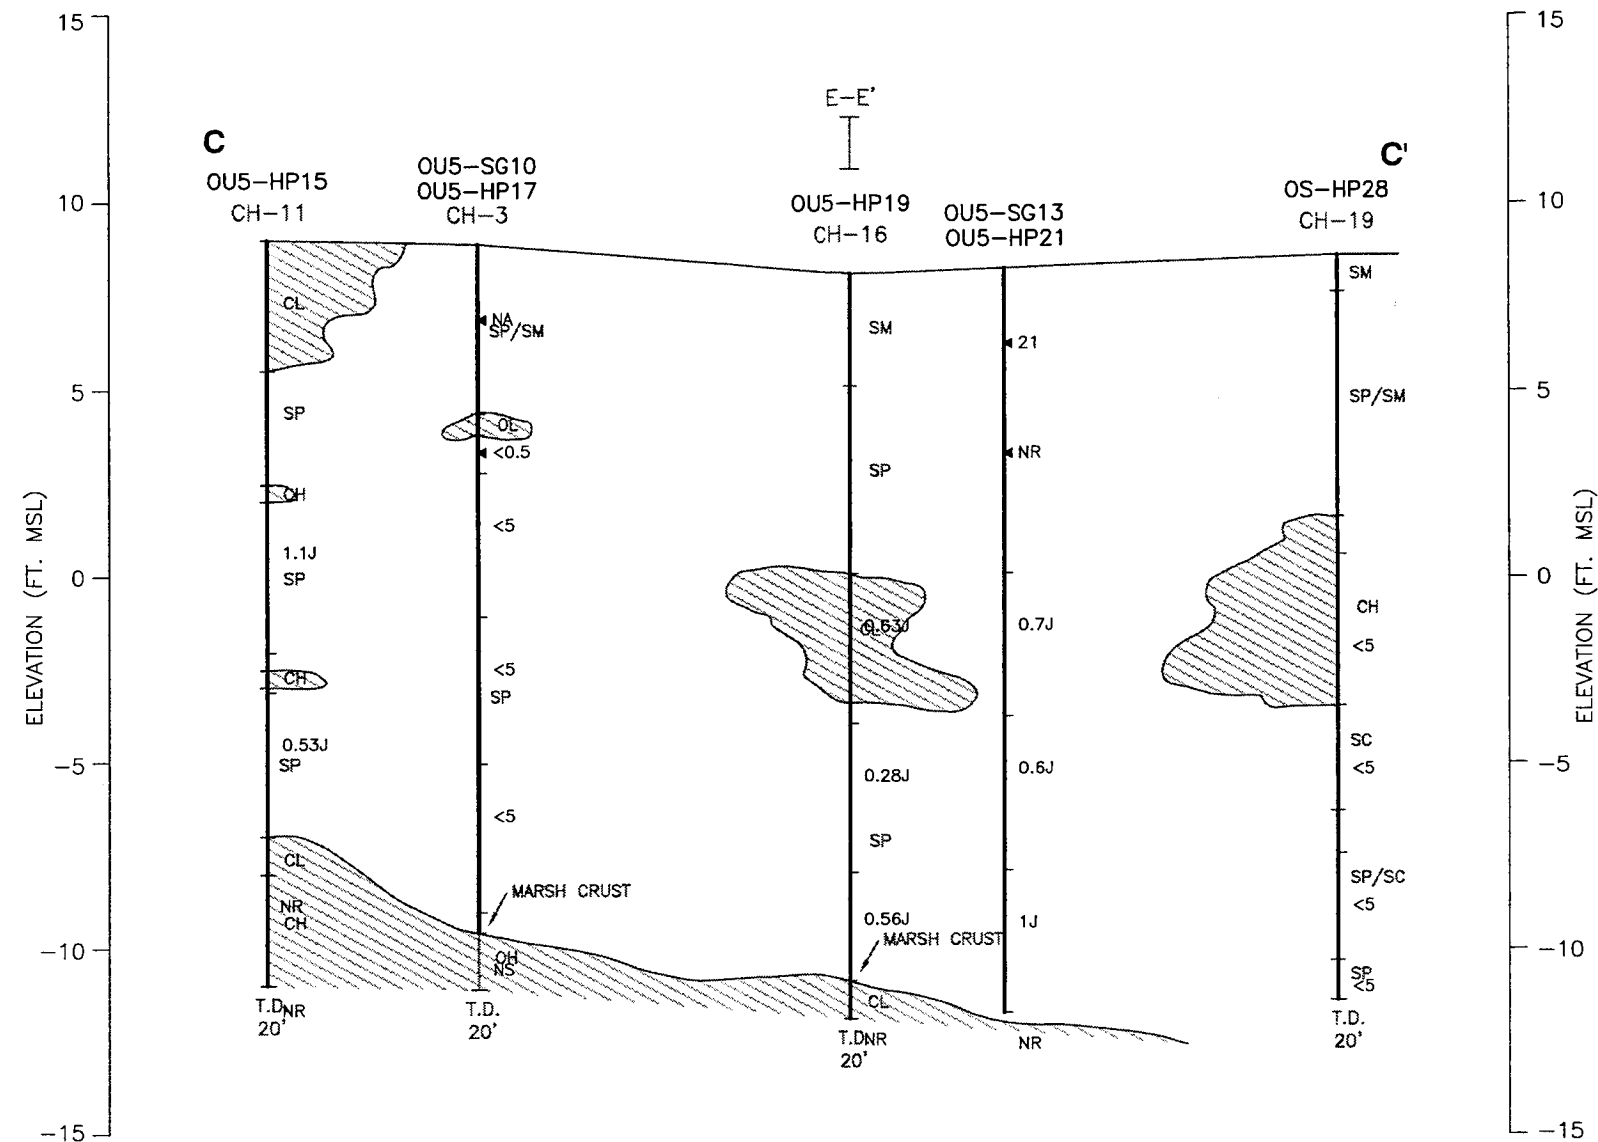 15
15
E-E'
C
C'
OU5-SG10
OU5-HP15
OU5-HP17
OS-HP28
CH-11
CH-3
10
10
OU5-HP19
OU5-SG13
CH-19
CH-16
OU5-HP21
SM
CL
NA
SP/SM
SM
21
5
5
SP/SM
SP
OL
<0.5
NR
SP
CH
<5
1.1J
SP
0
0
CH
0.63J
0.7J
<5
<5
CH
SP
ELEVATION (FT. MSL)
ELEVATION (FT. MSL)
0.53J
SC
SP
-5
-5
0.28J
0.6J
<5
<5
SP
CL
SP/SC
MARSH CRUST
<5
NR
CH
0.56J
1J
MARSH CRUST
-10
-10
OH
NS
SP
<5
CL
T.D.
NR
20'
T.D.
20'
T.D.
NR
20'
NR
T.D.
20'
-15
-15